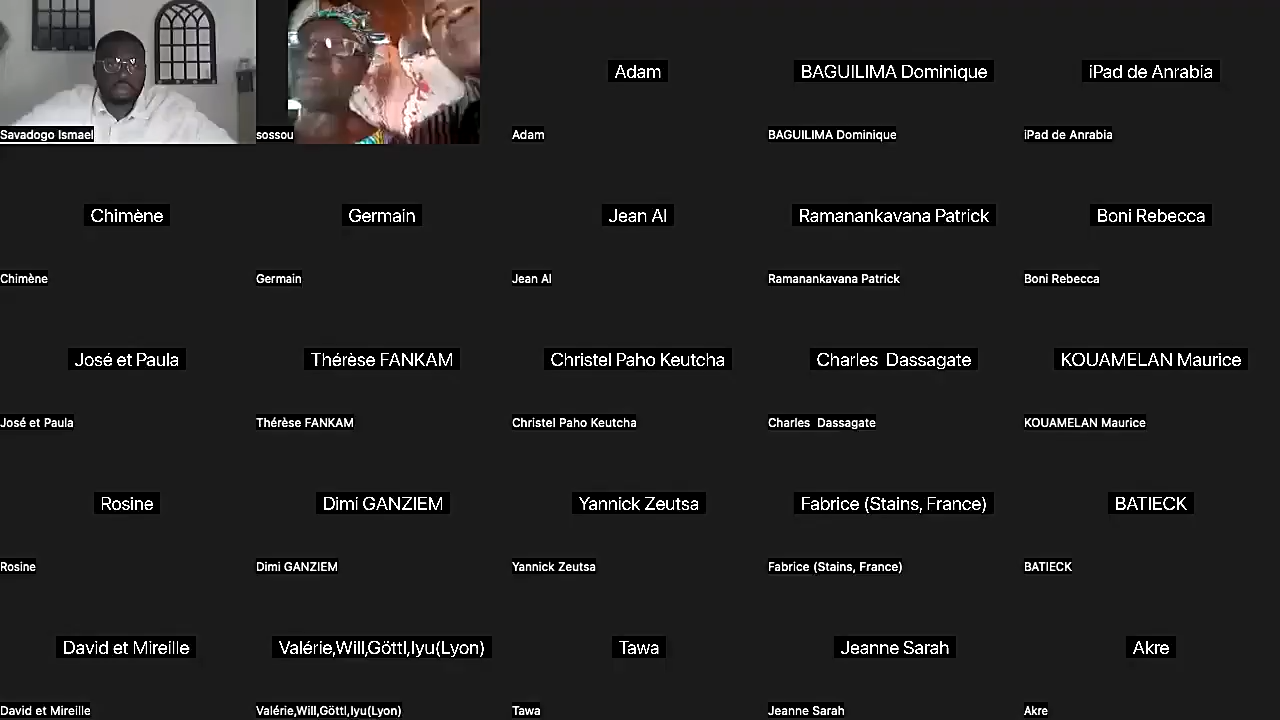 Savadogo Ismael
sossou
Adam
Adam
BAGUILIMA Dominique
BAGUILIMA Dominique
iPad de Anrabia
iPad de Anrabia
Chimène
Chimène
Germain
Germain
Jean Al
Jean Al
Ramanankavana Patrick
Ramanankavana Patrick
Boni Rebecca
Boni Rebecca
José et Paula
José et Paula
Thérèse FANKAM
Thérèse FANKAM
Christel Paho Keutcha
Christel Paho Keutcha
Charles  Dassagate
Charles  Dassagate
KOUAMELAN Maurice
KOUAMELAN Maurice
Rosine
Rosine
Dimi GANZIEM
Dimi GANZIEM
Yannick Zeutsa
Yannick Zeutsa
Fabrice (Stains, France)
Fabrice (Stains, France)
BATIECK
BATIECK
David et Mireille
David et Mireille
Valérie,Will,Göttl,Iyu(Lyon)
Valérie,Will,Göttl,Iyu(Lyon)
Tawa
Tawa
Jeanne Sarah
Jeanne Sarah
Akre
Akre